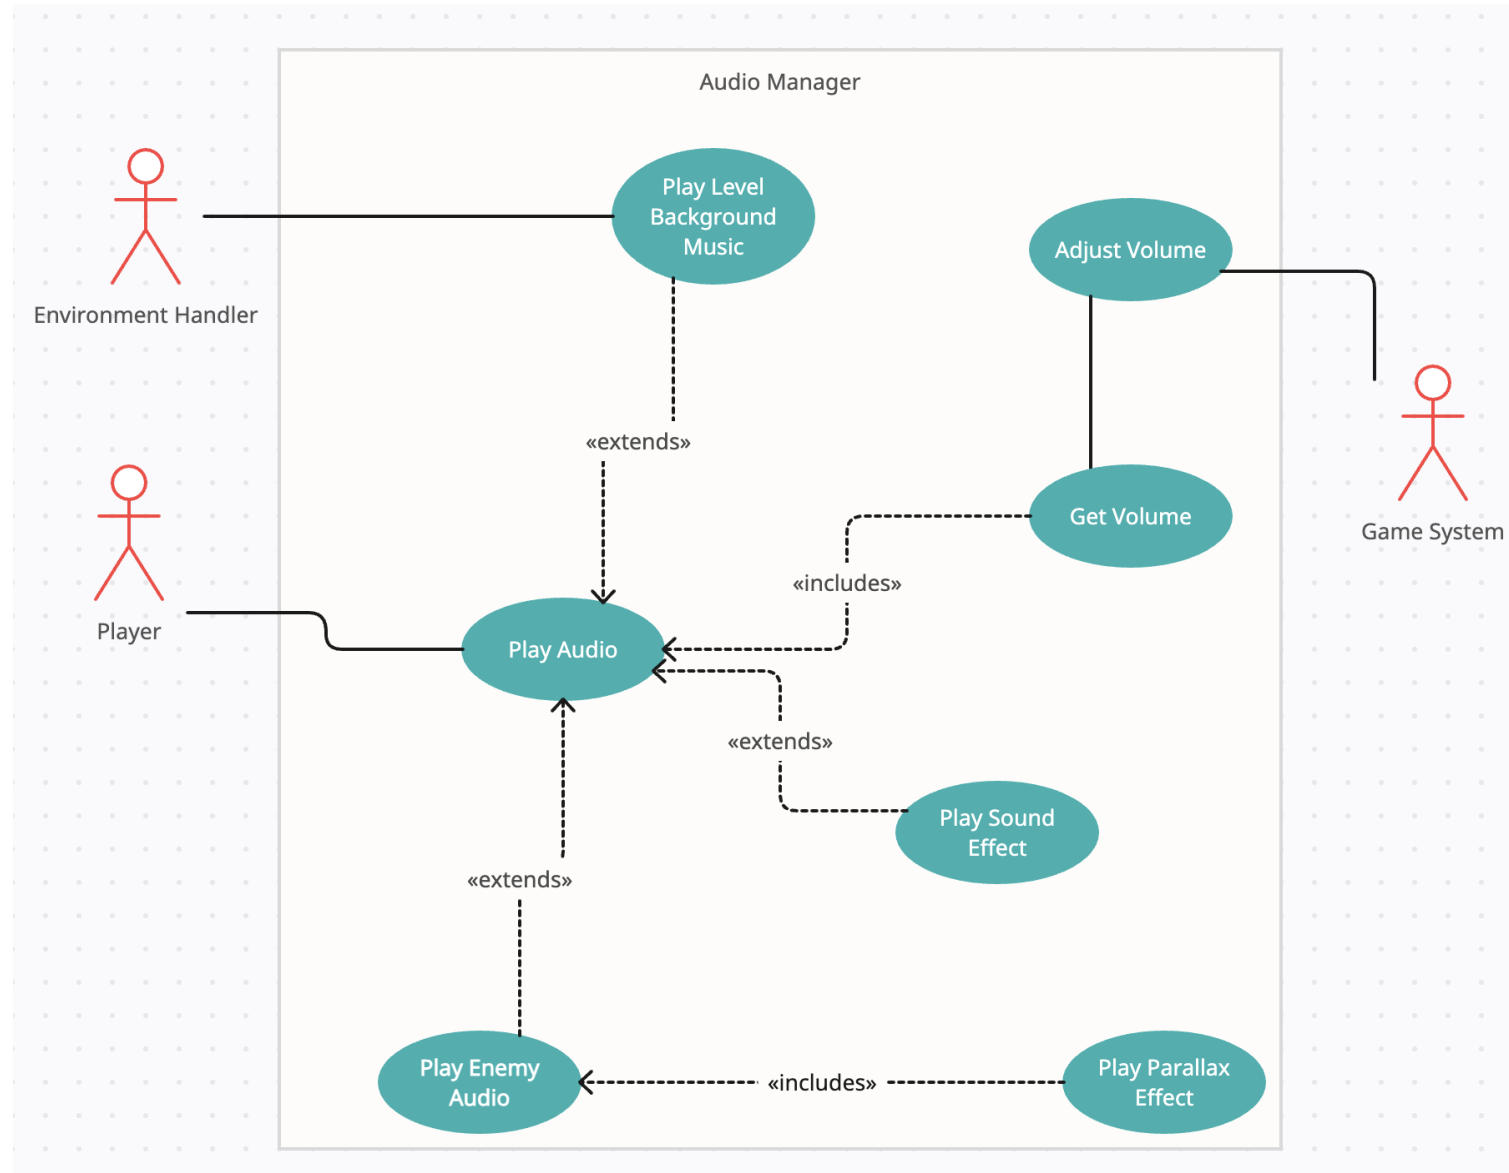 Audio Manager
Play Level
Background
Music
Adjust Volume
Environment Handler
«extends»
Get Volume
Game System
«includes»
Player
Play Audio
«extends»
Play Sound
Effect
«extends»
Play Enemy
Audio
«includes»
Play Parallax
Effect